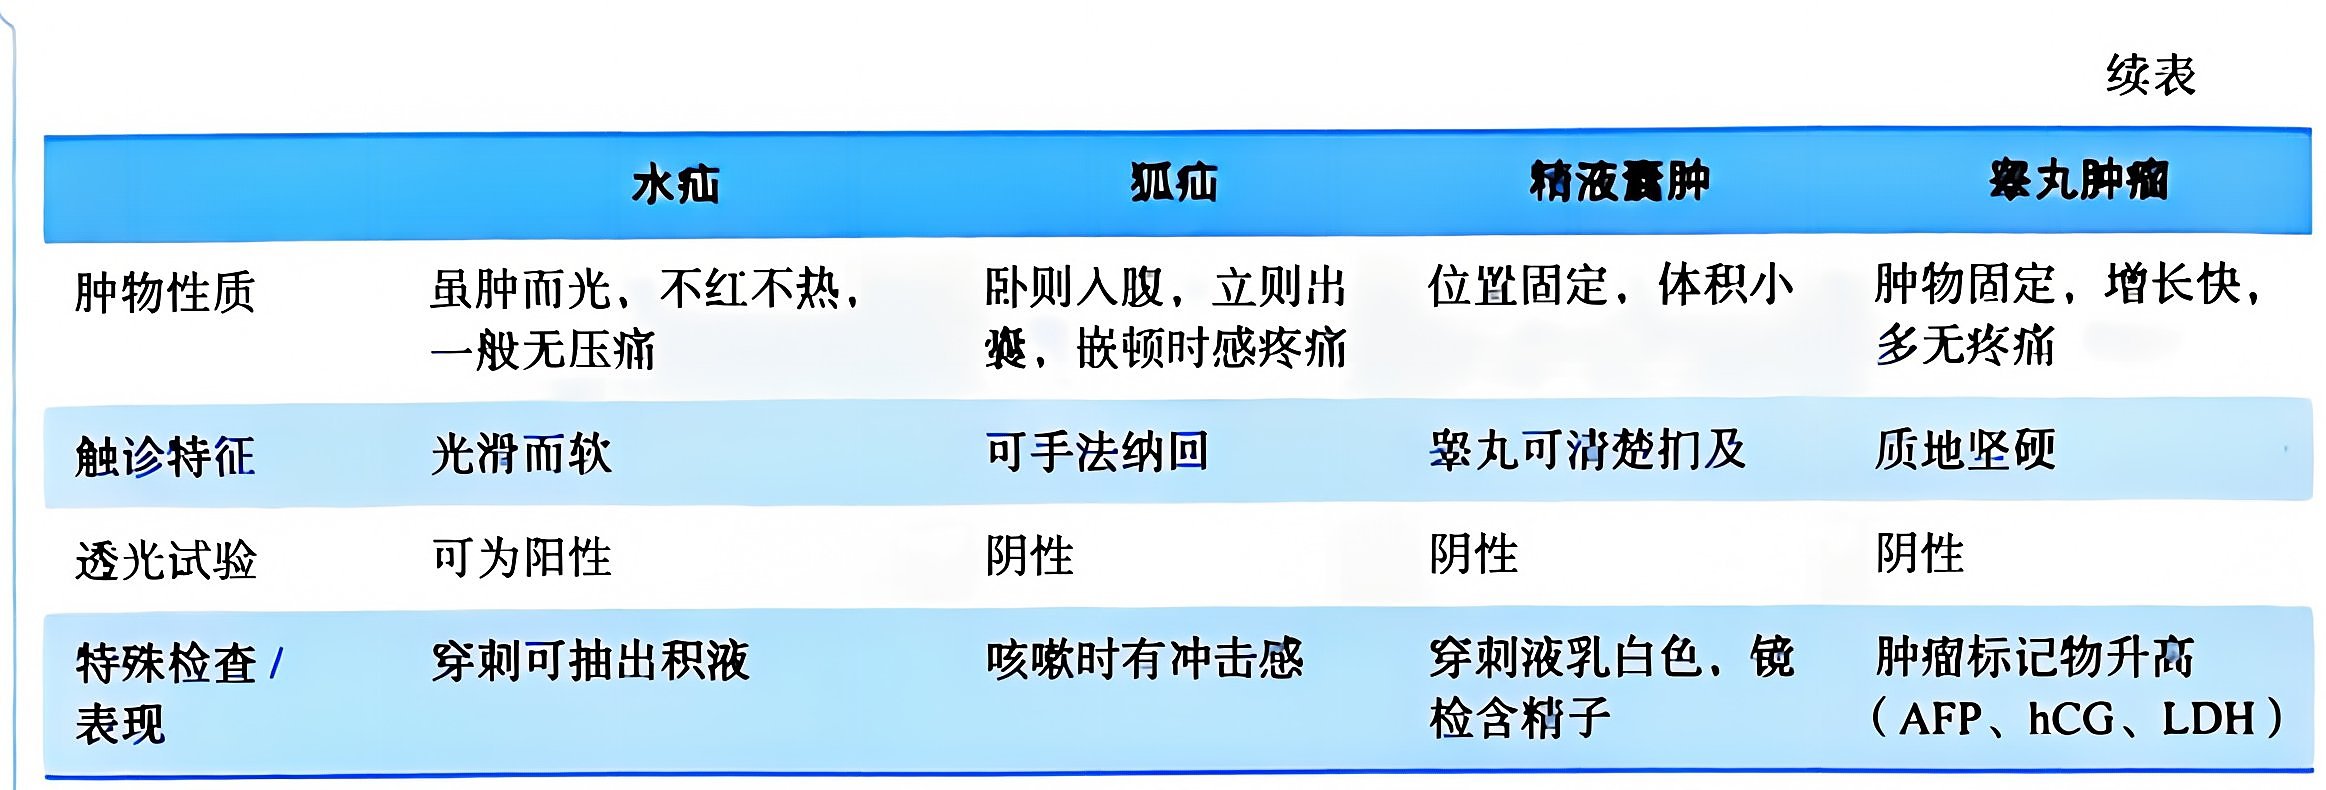 续表
水疝 狐疝 精液囊肿 睾丸肿瘤
肿物性质 虽肿而光，不红不热， 卧则入腹，立则出 位置固定，体积小 肿物固定，增长快，
一般无压痛 囊，嵌顿时感疼痛 多无疼痛
触诊特征 光滑而软 可手法纳回 睾丸可清楚扪及 质地坚硬
透光试验 可为阳性 阴性 阴性 阴性
特殊检查/ 穿刺可抽出积液 咳嗽时有冲击感 穿刺液乳白色，镜 肿瘤标记物升高
表现 检含精子 （AFP、hCG、LDH）